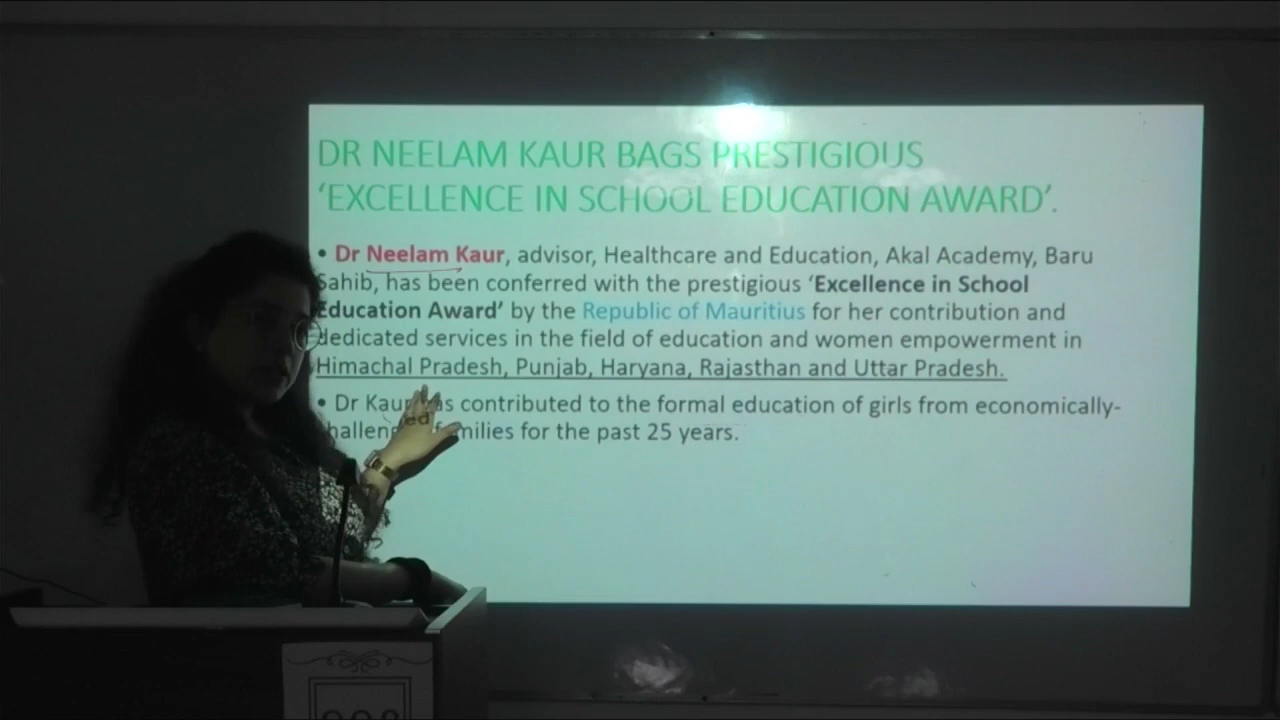 DR NEELAM KAUR BAGS PRESTIGIOUS
‘EXCELLENCE IN SCHOOL EDUCATION AWARD’.
• Dr Neelam Kaur, advisor, Healthcare and Education, Akal Academy, Baru
Sahib, has been conferred with the prestigious ‘Excellence in School
Education Award’ by the Republic of Mauritius for her contribution and
dedicated services in the field of education and women empowerment in
Himachal Pradesh, Punjab, Haryana, Rajasthan and Uttar Pradesh.
• Dr Kaur has contributed to the formal education of girls from economically-
challenged families for the past 25 years.